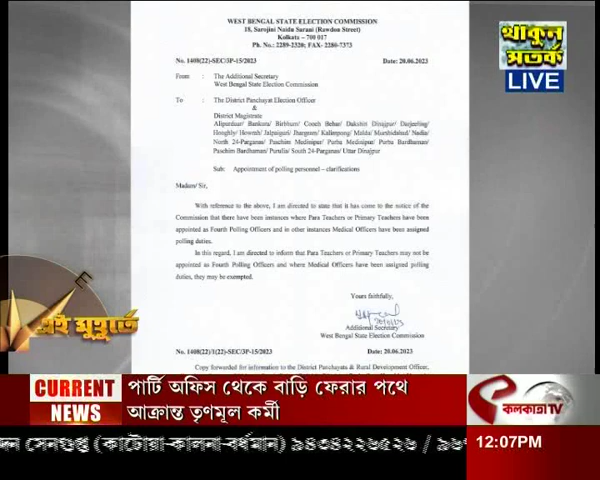 WEST BENGAL STATE ELECTION COMMISSION
18, Sarojini Naidu Sarani (Rawdon Street)
Kolkata – 700 017
Ph. No.: 2289-2320; FAX- 2280-7373
No. 1408(22)-SEC/3P-15/2023 Date: 20.06.2023
From : The Additional Secretary
West Bengal State Election Commission
To : The District Panchayat Election Officer
&
District Magistrate
Alipurduar/ Bankura/ Birbhum/ Cooch Behar/ Dakshin Dinajpur/ Darjeeling/
Hooghly/ Howrah/ Jalpaiguri/ Jhargram/ Kalimpong/ Malda/ Murshidabad/ Nadia/
North 24-Parganas/ Paschim Medinipur/ Purba Medinipur/ Purba Bardhaman/
Paschim Bardhaman/ Purulia/ South 24-Parganas/ Uttar Dinajpur
Sub: Appointment of polling personnel – clarifications
Madam/ Sir,
With reference to the above, I am directed to state that it has come to the notice of the
Commission that there have been instances where Para Teachers or Primary Teachers have been
appointed as Fourth Polling Officers and in other instances Medical Officers have been assigned
polling duties.
In this regard, I am directed to inform that Para Teachers or Primary Teachers may not be
appointed as Fourth Polling Officers and where Medical Officers have been assigned polling
duties, they may be exempted.
Yours faithfully,
Additional Secretary
West Bengal State Election Commission
No. 1408(22)/1(22)-SEC/3P-15/2023 Date: 20.06.2023
Copy forwarded for information to the District Panchayats & Rural Development Officer,
থাকুন
সতর্ক
LIVE
এই মুহূর্তে
CURRENT
NEWS
পার্টি অফিস থেকে বাড়ি ফেরার পথে
আক্রান্ত তৃণমূল কর্মী
কলকাতা TV
সেনগুপ্ত (কাটোয়া-কালনা-বর্ধমান) ৯৪৩৪২২৬৫২৬ /
12:07PM